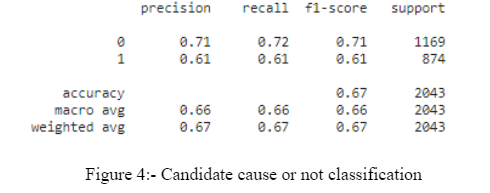 precision recall f1-score support
0 0.71 0.72 0.71 1169
1 0.61 0.61 0.61 874
accuracy 0.67 2043
macro avg 0.66 0.66 0.66 2043
weighted avg 0.67 0.67 0.67 2043
Figure 4:- Candidate cause or not classification